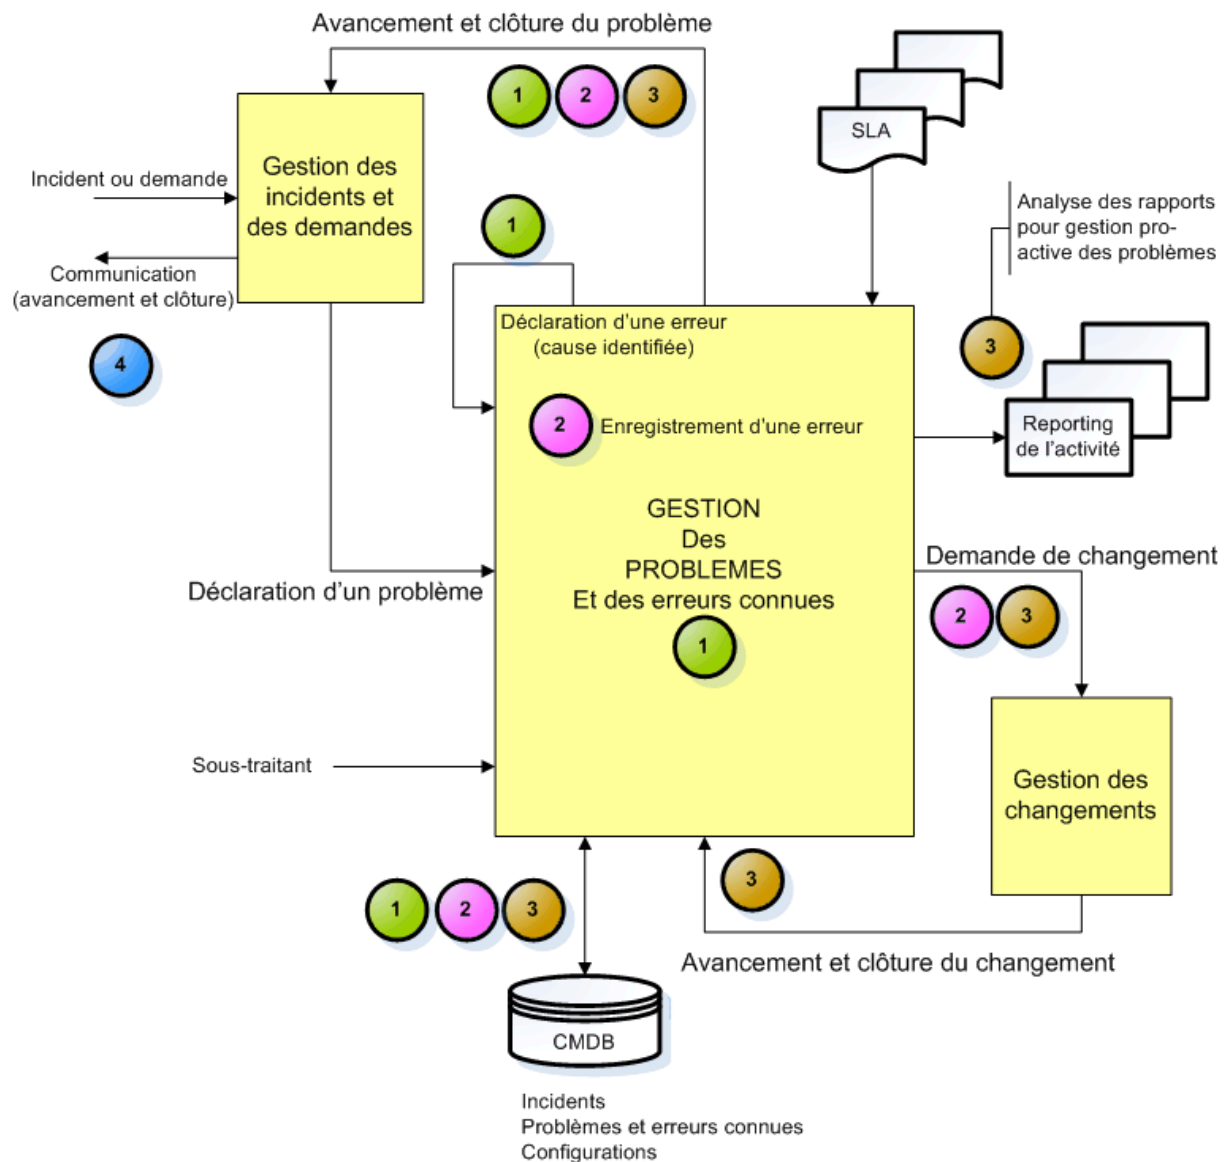 Avancement et clôture du problème
1
2
3
SLA
Gestion des
incidents et
des demandes
Incident ou demande
Communication
(avancement et clôture)
4
1
Analyse des rapports
pour gestion pro-
active des problèmes
3
Reporting
de l'activité
Déclaration d'une erreur
(cause identifiée)
2
Enregistrement d'une erreur
GESTION
Des
PROBLEMES
Et des erreurs connues
1
Déclaration d'un problème
Demande de changement
2
3
Sous-traitant
Gestion des
changements
3
Avancement et clôture du changement
1
2
3
CMDB
Incidents
Problèmes et erreurs connues
Configurations